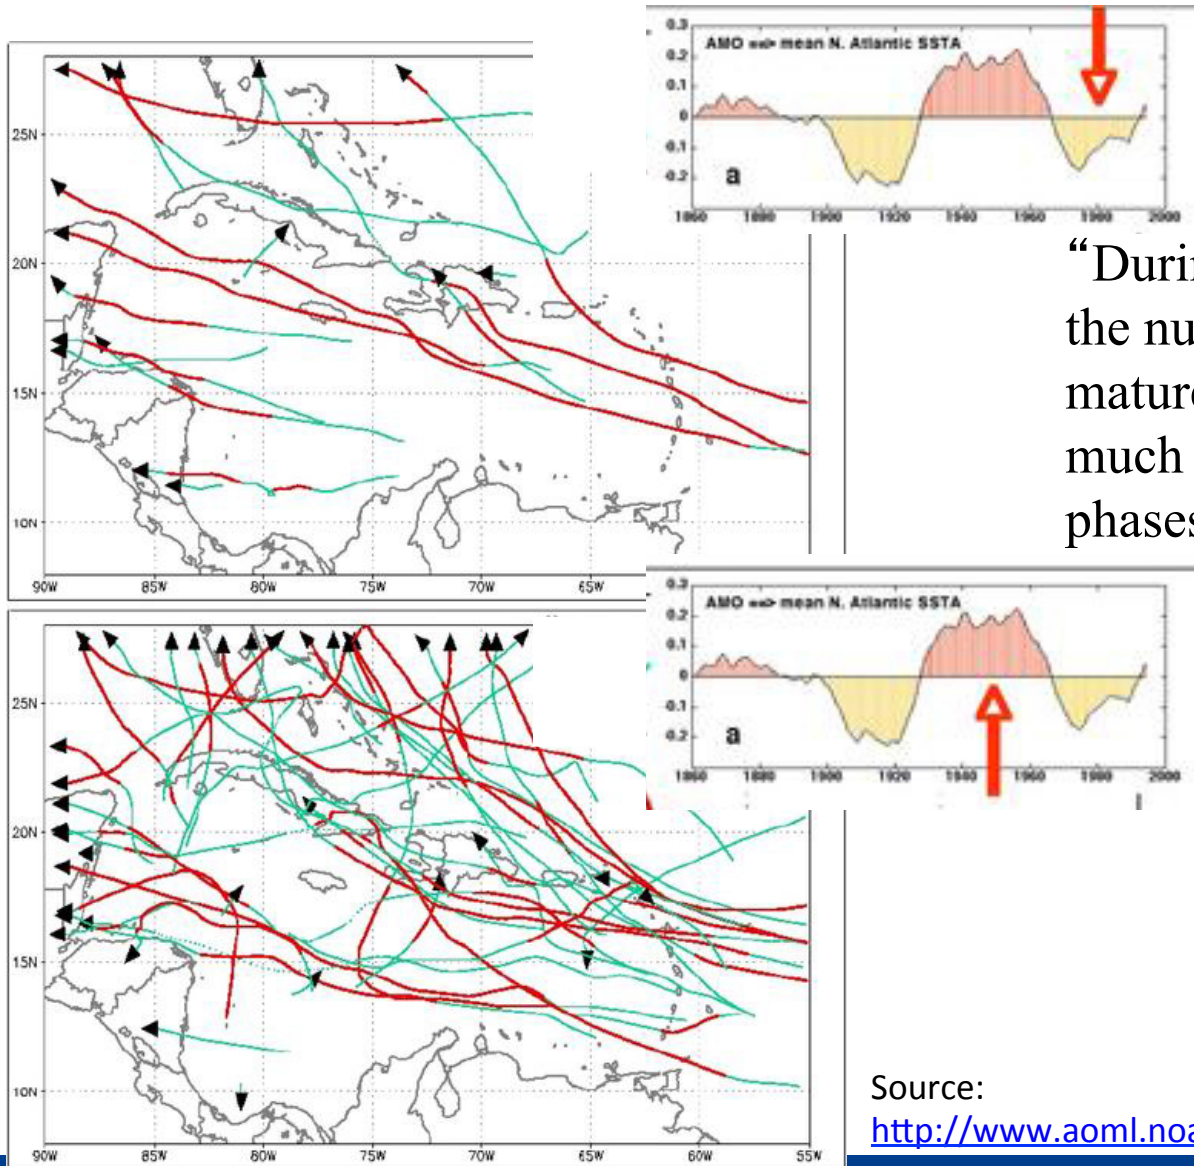 0.3
AMO ==> mean N. Atlantic SSTA
0.2
0.1
0
0.1
0.2
a
1860 1880 1900 1920 1940 1960 1980 2000
25N
20N
15N
10N
90W 85W 80W 75W 70W 65W
“Durin
the nu
mature
much
phases
0.3
AMO ==> mean N. Atlantic SSTA
0.2
0.1
0
-0.1
0.2
a
1860 1880 1900 1920 1940 1960 1980 2000
25N
20N
15N
10N
90W 85W 80W 75W 70W 65W 60W 55W
Source:
http://www.aoml.noa